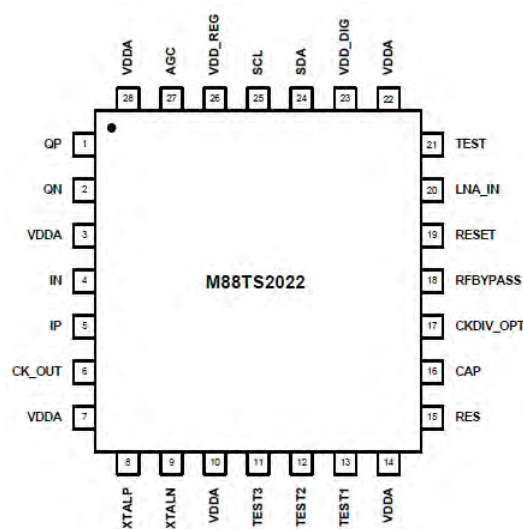 VDDA AGC VDD_REG SCL SDA VDD_DIG VDDA
28 27 26 25 24 23 22
QP 1 21 TEST
QN 2 20 LNA_IN
VDDA 3 19 RESET
IN 4 18 RFBYPASS
M88TS2022
IP 5 17 CKDIV_OPT
CK_OUT 6 16 CAP
VDDA 7 15 RES
8 9 10 11 12 13 14
XTALP XTALN VDDA TEST3 TEST2 TEST1 VDDA